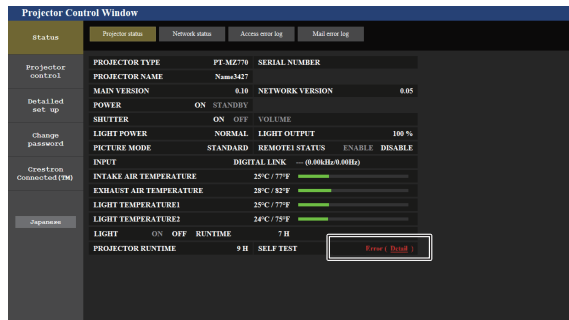 Projector Control Window
Status
Projector control
Detailed set up
Change password
Crestron Connected(TM)
Japanese
Projector status Network status Access error log Mail error log
PROJECTOR TYPE PT-MZ770 SERIAL NUMBER
PROJECTOR NAME Name3427
MAIN VERSION 0.10 NETWORK VERSION 0.05
POWER ON STANDBY
SHUTTER ON OFF VOLUME
LIGHT POWER NORMAL LIGHT OUTPUT 100 %
PICTURE MODE STANDARD REMOTE1 STATUS ENABLE DISABLE
INPUT DIGITAL LINK --- (0.00kHz/0.00Hz)
INTAKE AIR TEMPERATURE 25°C / 77°F
EXHAUST AIR TEMPERATURE 28°C / 82°F
LIGHT TEMPERATURE1 25°C / 77°F
LIGHT TEMPERATURE2 24°C / 75°F
LIGHT ON OFF RUNTIME 7 H
PROJECTOR RUNTIME 9 H SELF TEST Error ( Detail )